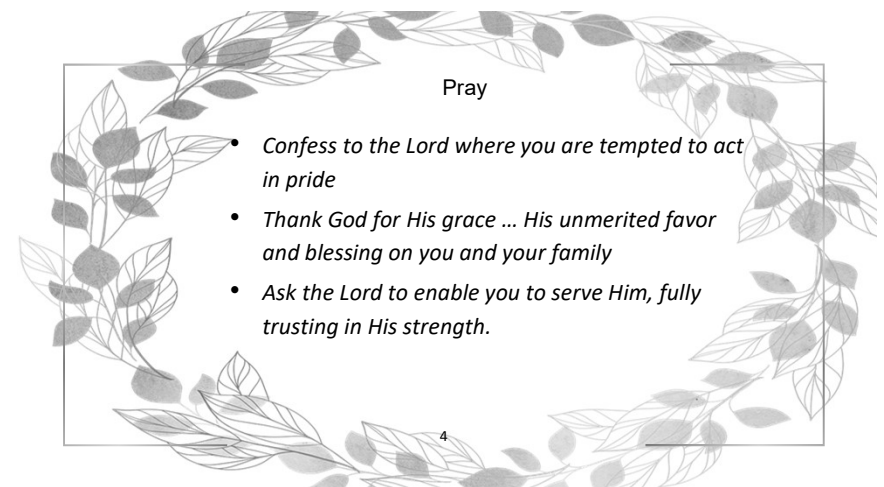 Pray
• Confess to the Lord where you are tempted to act
in pride
• Thank God for His grace … His unmerited favor
and blessing on you and your family
• Ask the Lord to enable you to serve Him, fully
trusting in His strength.
4